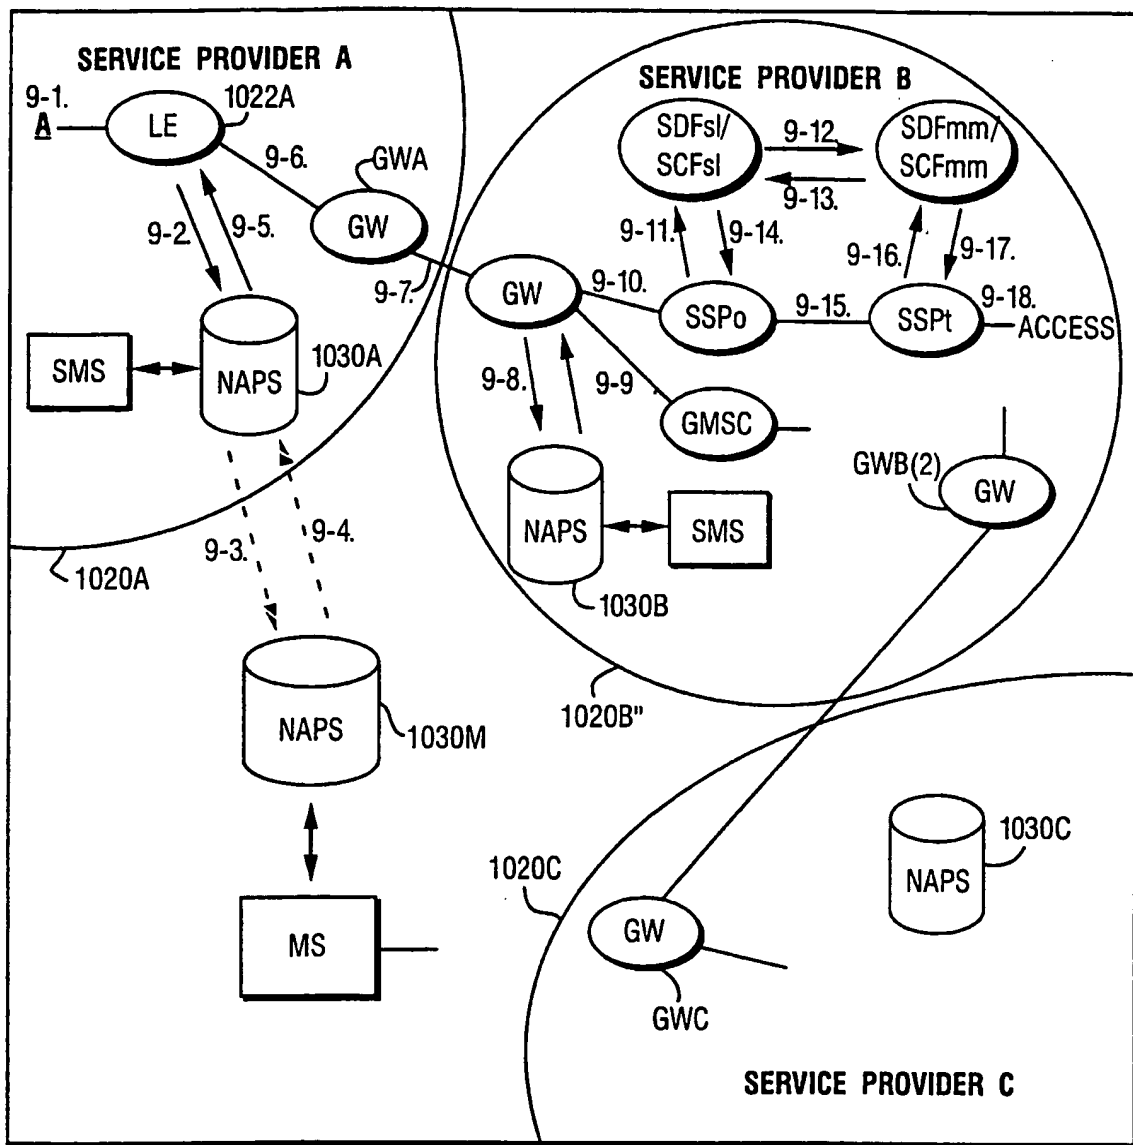 SERVICE PROVIDER A
9-1.
A
LE
1022A
9-6.
GWA
GW
9-2.
9-5.
9-7.
SMS
NAPS
1030A
1020A
9-3.
9-4.
NAPS
1030M
MS
SERVICE PROVIDER B
SDFsl/
SCFsl
9-12.
SDFmm/
SCFmm
9-13.
9-11.
9-14.
9-16.
9-17.
GW
9-10.
SSPo
9-15.
SSPt
9-18.
ACCESS
9-8.
9-9
GMSC
GWB(2)
GW
NAPS
SMS
1030B
1020B"
1020C
1030C
NAPS
GW
GWC
SERVICE PROVIDER C